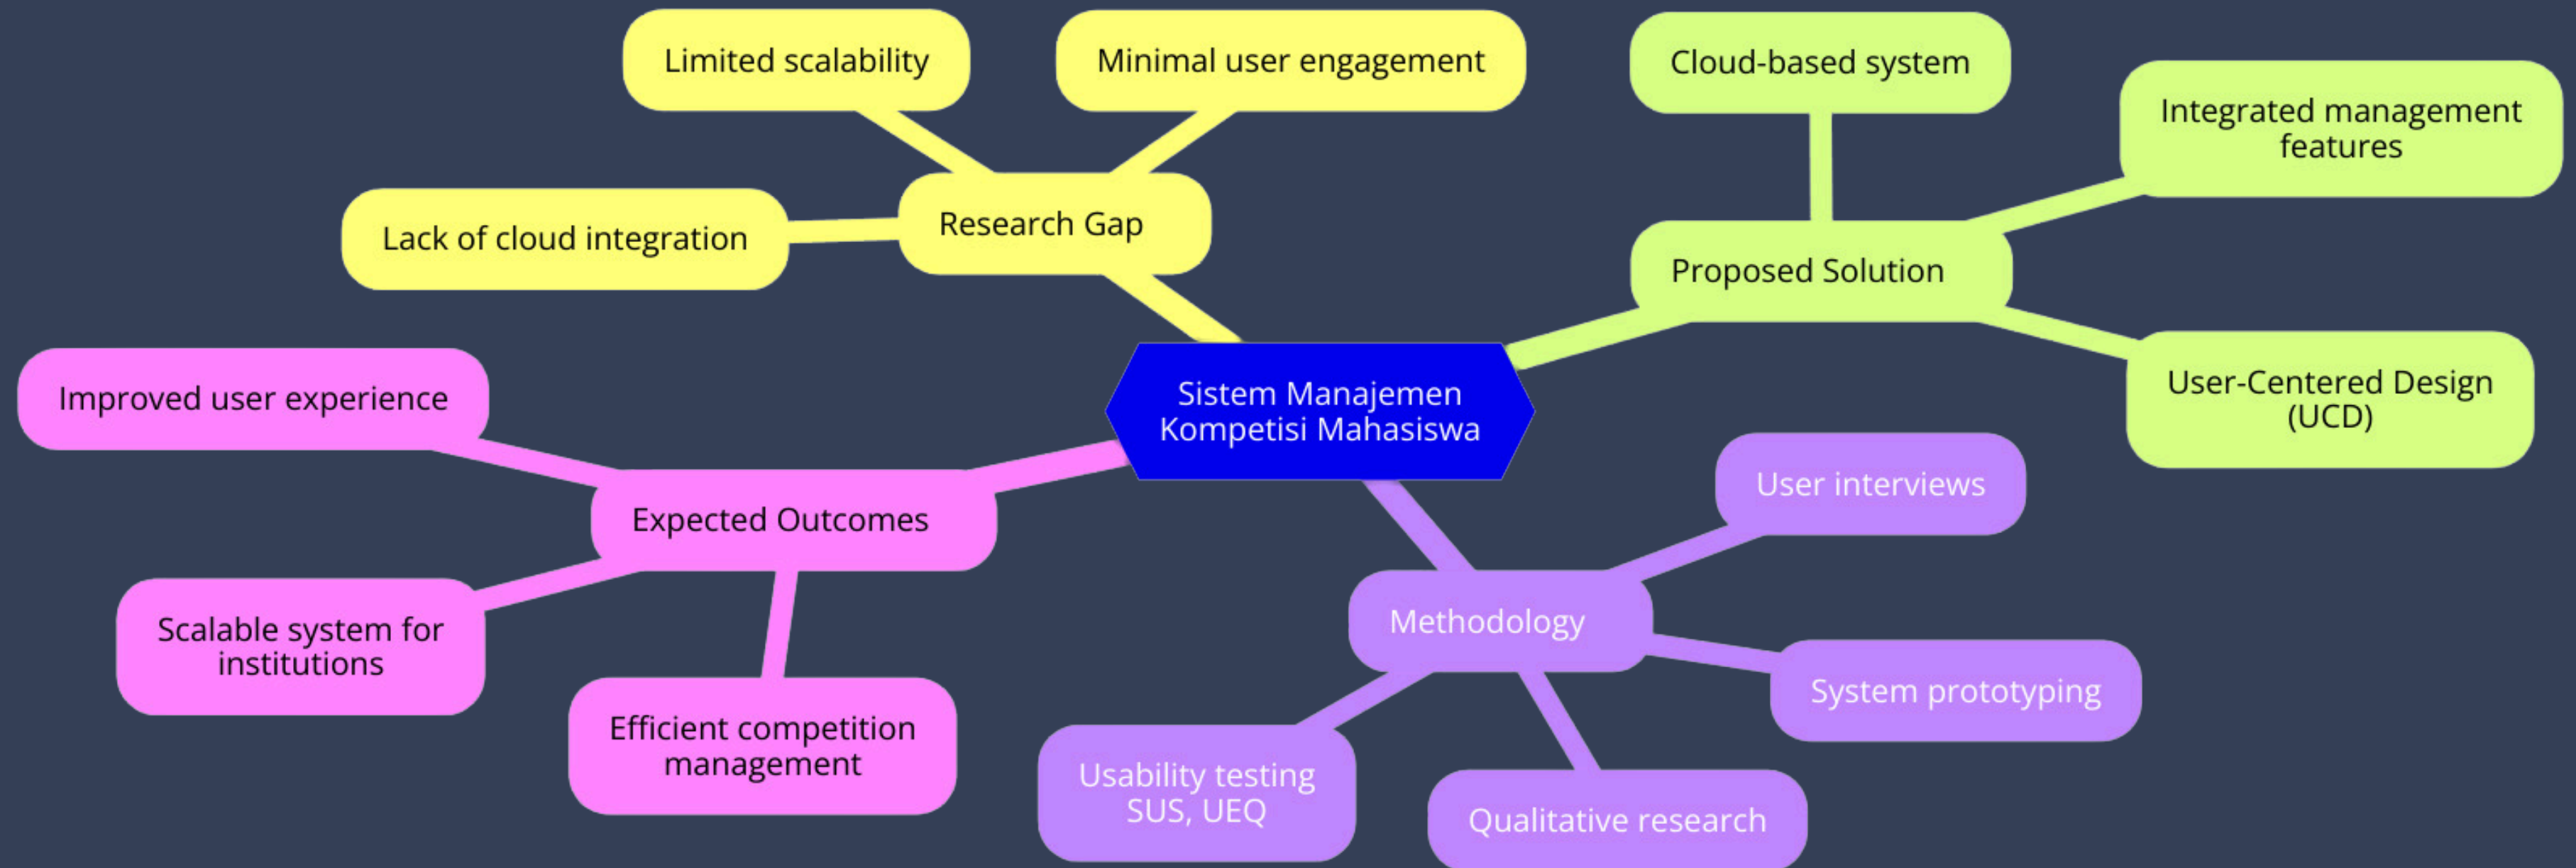 Limited scalability
Minimal user engagement
Cloud-based system
Integrated management
features
Lack of cloud integration
Research Gap
Proposed Solution
User-Centered Design
(UCD)
Sistem Manajemen
Kompetisi Mahasiswa
Improved user experience
Expected Outcomes
Scalable system for
institutions
Efficient competition
management
User interviews
Methodology
System prototyping
Usability testing
SUS, UEQ
Qualitative research